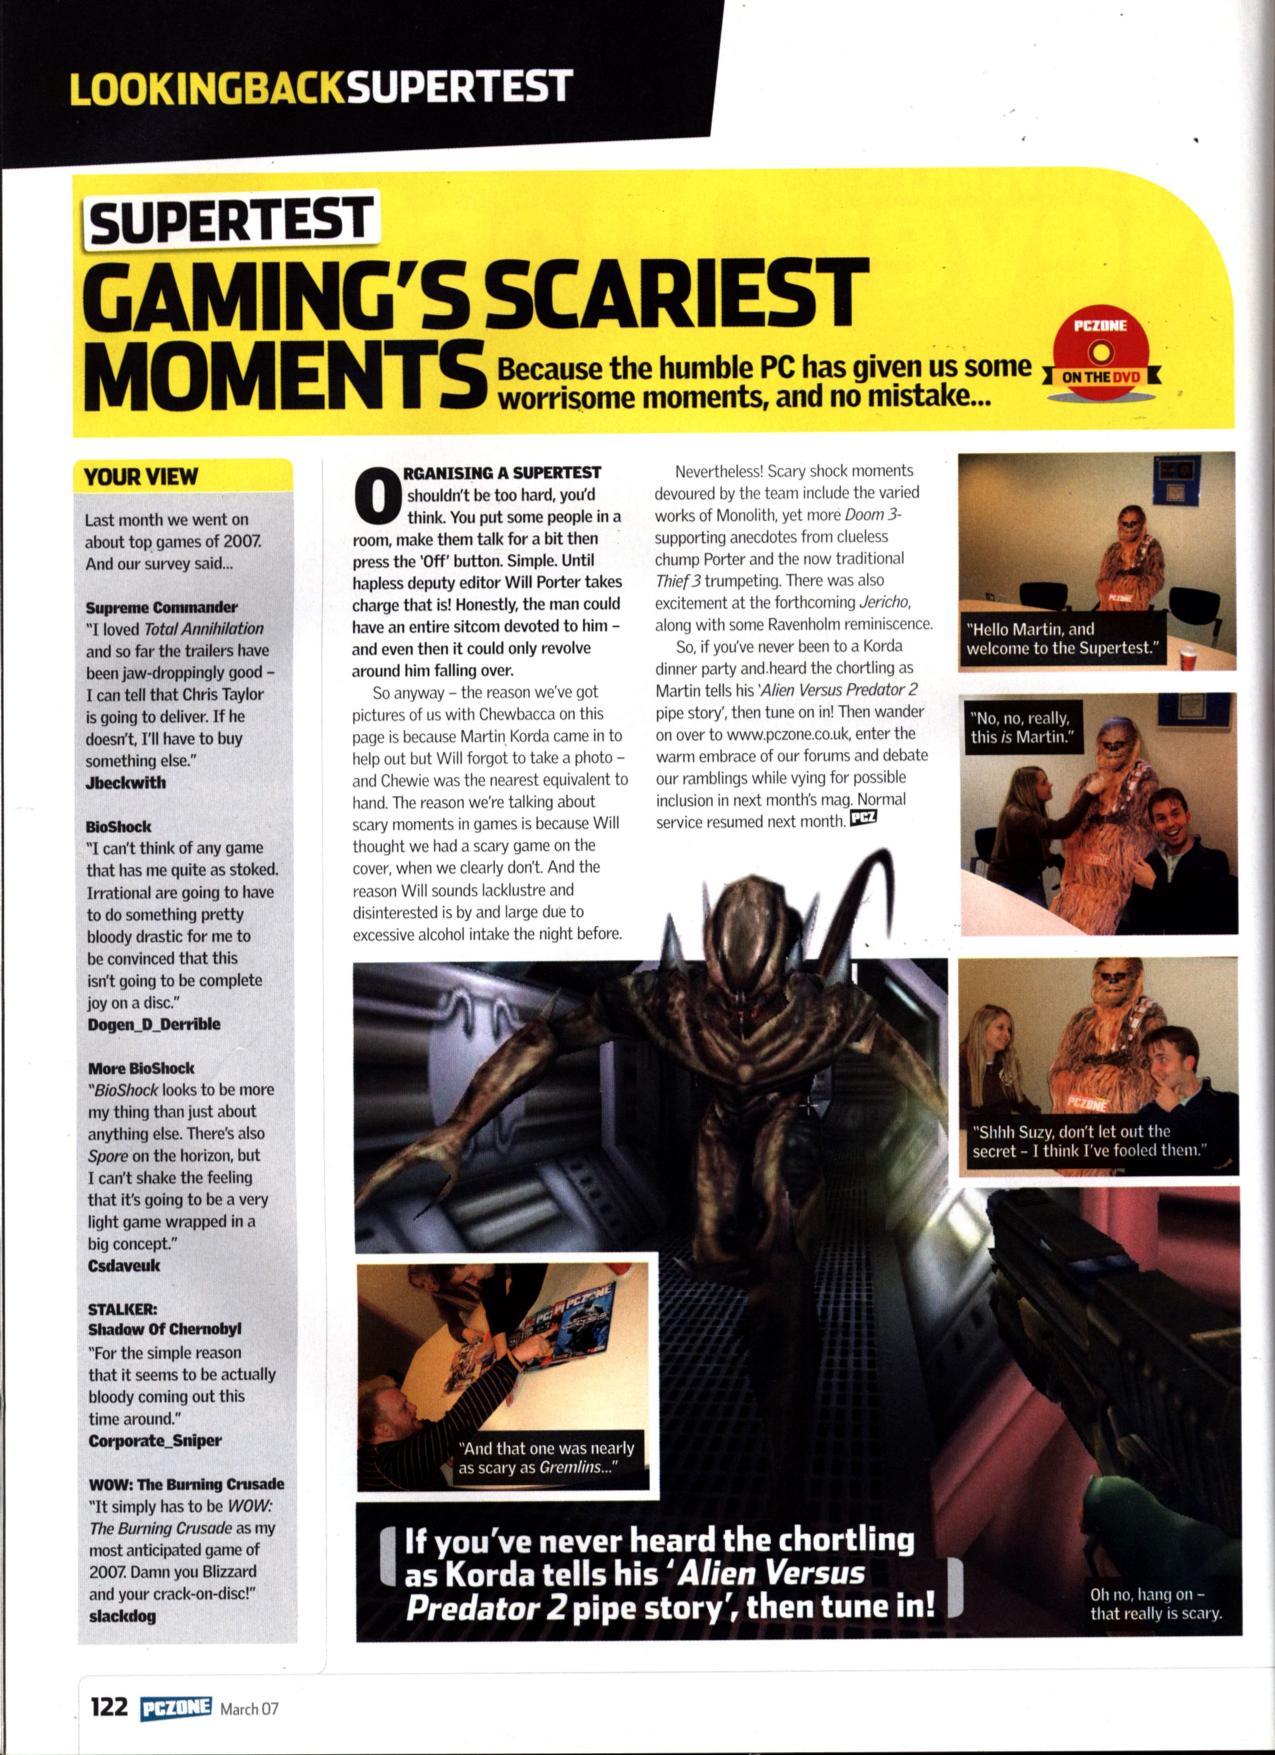 LOOKINGBACKSUPERTEST
SUPERTEST
GAMING'S SCARIEST
MOMENTS
Because the humble PC has given us some
worrisome moments, and no mistake...
PCZONE
ON THE DVD
YOUR VIEW
Last month we went on
about top games of 2007.
And our survey said...
Supreme Commander
"I loved Total Annihilation
and so far the trailers have
been jaw-droppingly good –
I can tell that Chris Taylor
is going to deliver. If he
doesn't, I'll have to buy
something else."
Jbeckwith
BioShock
"I can't think of any game
that has me quite as stoked.
Irrational are going to have
to do something pretty
bloody drastic for me to
be convinced that this
isn't going to be complete
joy on a disc."
Dogen_D_Derrible
More BioShock
"BioShock looks to be more
my thing than just about
anything else. There's also
Spore on the horizon, but
I can't shake the feeling
that it's going to be a very
light game wrapped in a
big concept."
Csdaveuk
STALKER:
Shadow Of Chernobyl
"For the simple reason
that it seems to be actually
bloody coming out this
time around."
Corporate_Sniper
WOW: The Burning Crusade
"It simply has to be WOW:
The Burning Crusade as my
most anticipated game of
2007. Damn you Blizzard
and your crack-on-disc!"
slackdog
ORGANISING A SUPERTEST
shouldn't be too hard, you'd
think. You put some people in a
room, make them talk for a bit then
press the 'Off' button. Simple. Until
hapless deputy editor Will Porter takes
charge that is! Honestly, the man could
have an entire sitcom devoted to him –
and even then it could only revolve
around him falling over.
So anyway – the reason we've got
pictures of us with Chewbacca on this
page is because Martin Korda came in to
help out but Will forgot to take a photo –
and Chewie was the nearest equivalent to
hand. The reason we're talking about
scary moments in games is because Will
thought we had a scary game on the
cover, when we clearly don't. And the
reason Will sounds lacklustre and
disinterested is by and large due to
excessive alcohol intake the night before.
Nevertheless! Scary shock moments
devoured by the team include the varied
works of Monolith, yet more Doom 3-
supporting anecdotes from clueless
chump Porter and the now traditional
Thief 3 trumpeting. There was also
excitement at the forthcoming Jericho,
along with some Ravenholm reminiscence.
So, if you've never been to a Korda
dinner party and.heard the chortling as
Martin tells his 'Alien Versus Predator 2
pipe story', then tune on in! Then wander
on over to www.pczone.co.uk, enter the
warm embrace of our forums and debate
our ramblings while vying for possible
inclusion in next month's mag. Normal
service resumed next month. PCZ
PCZONE
"Hello Martin, and
welcome to the Supertest."
"No, no, really,
this is Martin."
PCZONE
PCZONE
"Shhh Suzy, don't let out the
secret – I think I've fooled them."
PCZONE
"And that one was nearly
as scary as Gremlins..."
If you've never heard the chortling
as Korda tells his 'Alien Versus
Predator 2 pipe story', then tune in!
Oh no, hang on –
that really is scary.
122 PCZONE March 07